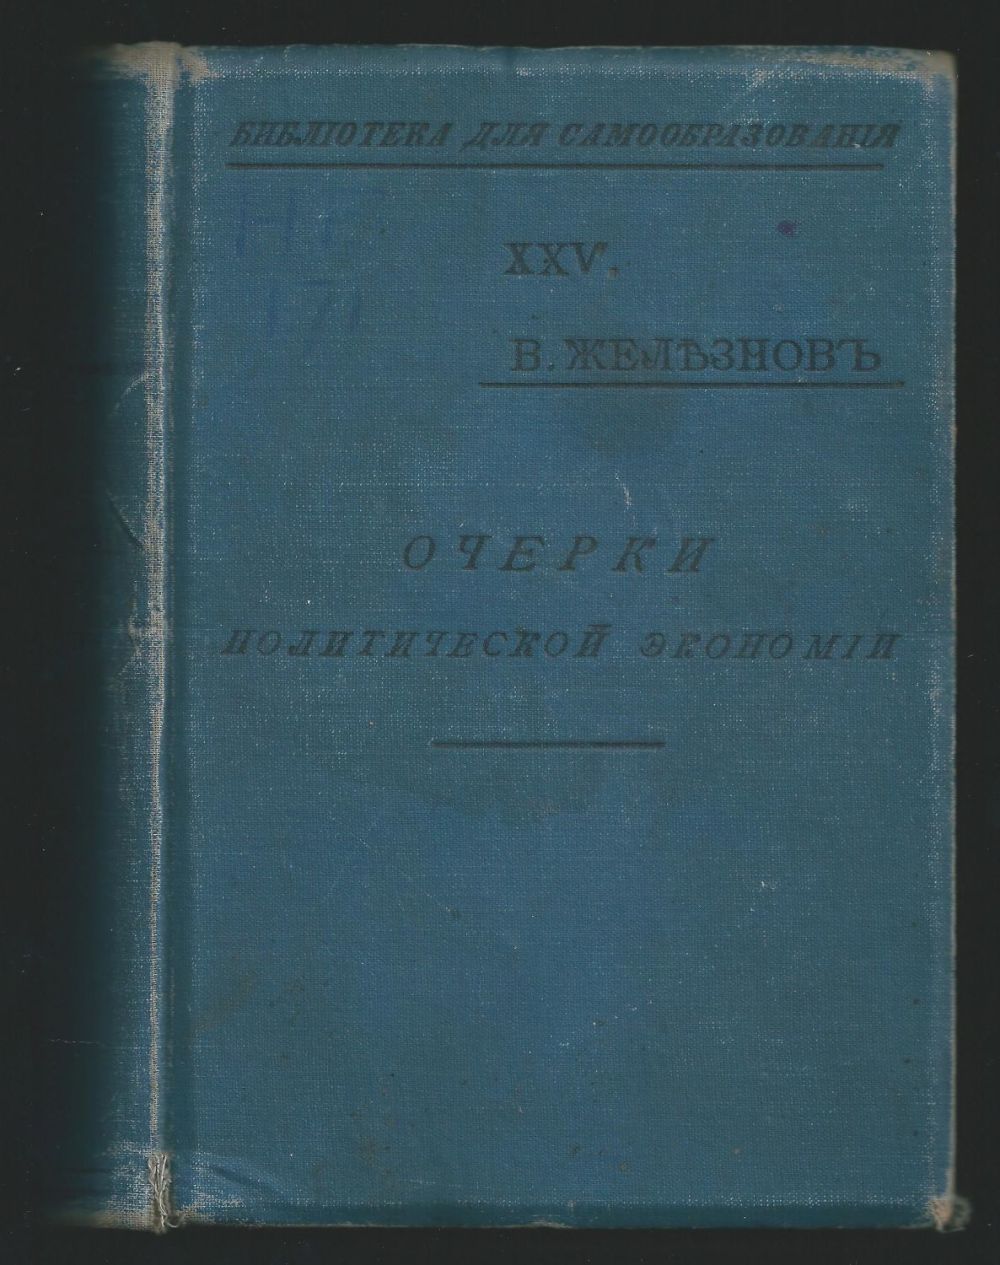 БИБЛІОТЕКА ДЛЯ САМООБРАЗОВАНІЯ
XXV.
В. ЖЕЛѢЗНОВЪ
ОЧЕРКИ
ПОЛИТИЧЕСКОЙ ЭКОНОМІИ